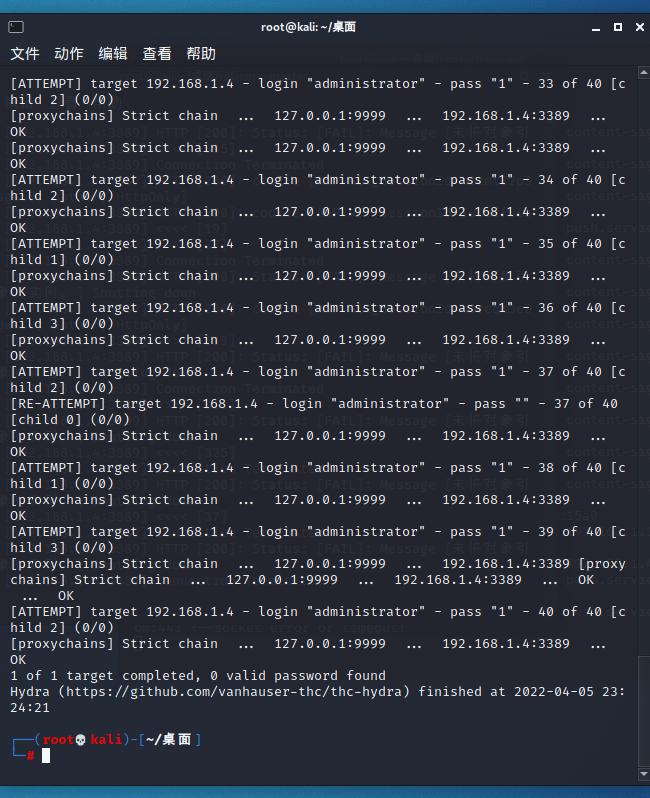 root@kali: ~/桌面
文件 动作 编辑 查看 帮助
[ATTEMPT] target 192.168.1.4 - login "administrator" - pass "1" - 33 of 40 [c
hild 2] (0/0)
[proxychains] Strict chain ... 127.0.0.1:9999 ... 192.168.1.4:3389 ...
OK
[proxychains] Strict chain ... 127.0.0.1:9999 ... 192.168.1.4:3389 ...
OK
[ATTEMPT] target 192.168.1.4 - login "administrator" - pass "1" - 34 of 40 [c
hild 2] (0/0)
[proxychains] Strict chain ... 127.0.0.1:9999 ... 192.168.1.4:3389 ...
OK
[ATTEMPT] target 192.168.1.4 - login "administrator" - pass "1" - 35 of 40 [c
hild 1] (0/0)
[proxychains] Strict chain ... 127.0.0.1:9999 ... 192.168.1.4:3389 ...
OK
[ATTEMPT] target 192.168.1.4 - login "administrator" - pass "1" - 36 of 40 [c
hild 3] (0/0)
[proxychains] Strict chain ... 127.0.0.1:9999 ... 192.168.1.4:3389 ...
OK
[ATTEMPT] target 192.168.1.4 - login "administrator" - pass "1" - 37 of 40 [c
hild 2] (0/0)
[RE-ATTEMPT] target 192.168.1.4 - login "administrator" - pass "" - 37 of 40
[child 0] (0/0)
[proxychains] Strict chain ... 127.0.0.1:9999 ... 192.168.1.4:3389 ...
OK
[ATTEMPT] target 192.168.1.4 - login "administrator" - pass "1" - 38 of 40 [c
hild 1] (0/0)
[proxychains] Strict chain ... 127.0.0.1:9999 ... 192.168.1.4:3389 ...
OK
[ATTEMPT] target 192.168.1.4 - login "administrator" - pass "1" - 39 of 40 [c
hild 3] (0/0)
[proxychains] Strict chain ... 127.0.0.1:9999 ... 192.168.1.4:3389 [proxy
chains] Strict chain ... 127.0.0.1:9999 ... 192.168.1.4:3389 ... OK
... OK
[ATTEMPT] target 192.168.1.4 - login "administrator" - pass "1" - 40 of 40 [c
hild 2] (0/0)
[proxychains] Strict chain ... 127.0.0.1:9999 ... 192.168.1.4:3389 ...
OK
1 of 1 target completed, 0 valid password found
Hydra (https://github.com/vanhauser-thc/thc-hydra) finished at 2022-04-05 23:
24:21
┌──(root💀kali)-[~/桌面]
└─#